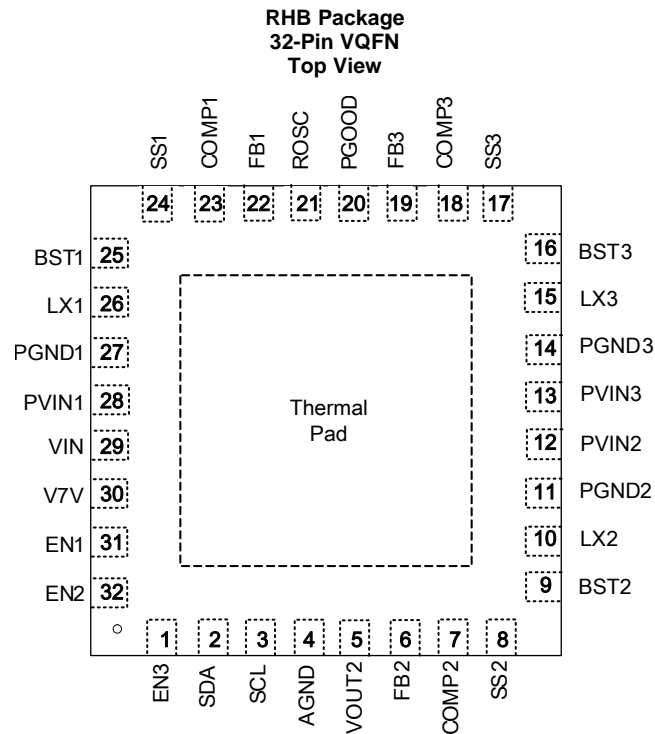 RHB Package
32-Pin VQFN
Top View
SS1
COMP1
FB1
ROSC
PGOOD
FB3
COMP3
SS3
24 23 22 21 20 19 18 17
BST1 25
LX1 26
PGND1 27
PVIN1 28
VIN 29
V7V 30
EN1 31
EN2 32
Thermal
Pad
16 BST3
15 LX3
14 PGND3
13 PVIN3
12 PVIN2
11 PGND2
10 LX2
9 BST2
1 2 3 4 5 6 7 8
EN3
SDA
SCL
AGND
VOUT2
FB2
COMP2
SS2